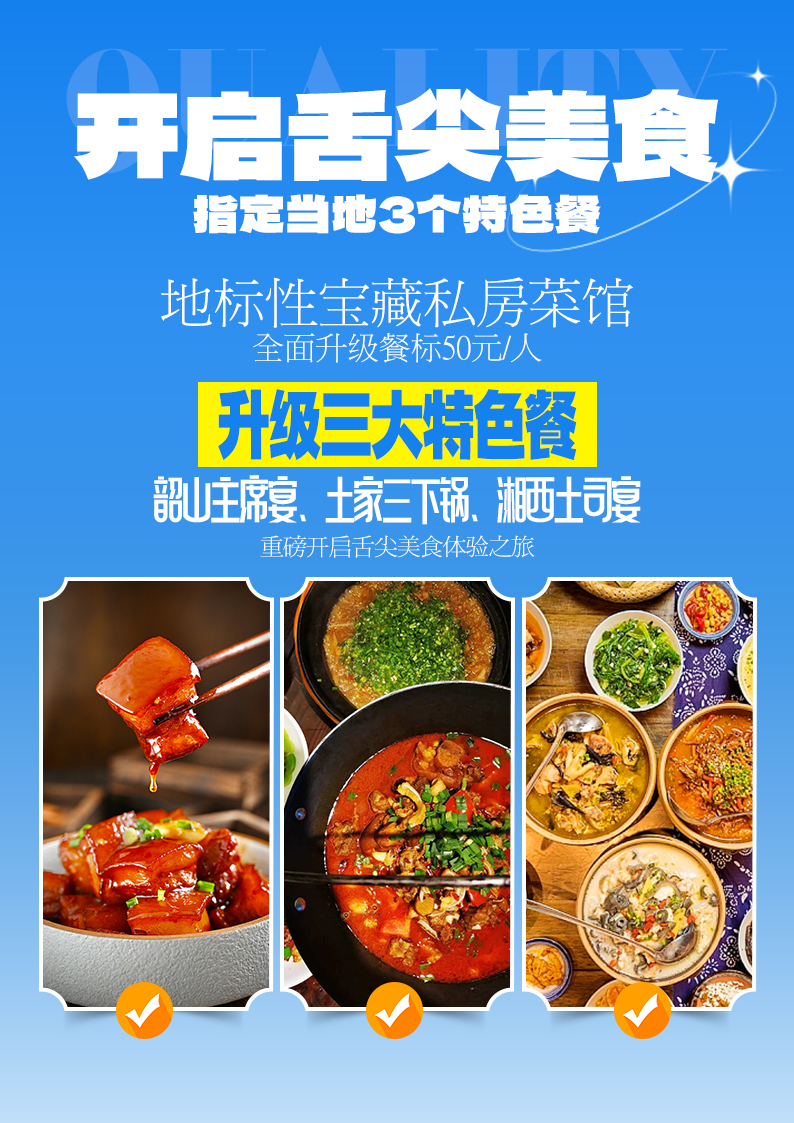 QUALITY
开启舌尖美食
指定当地3个特色餐
地标性宝藏私房菜馆
全面升级餐标50元/人
升级三大特色餐
韶山主席宴、土家三下锅、湘西土司宴
重磅开启舌尖美食体验之旅